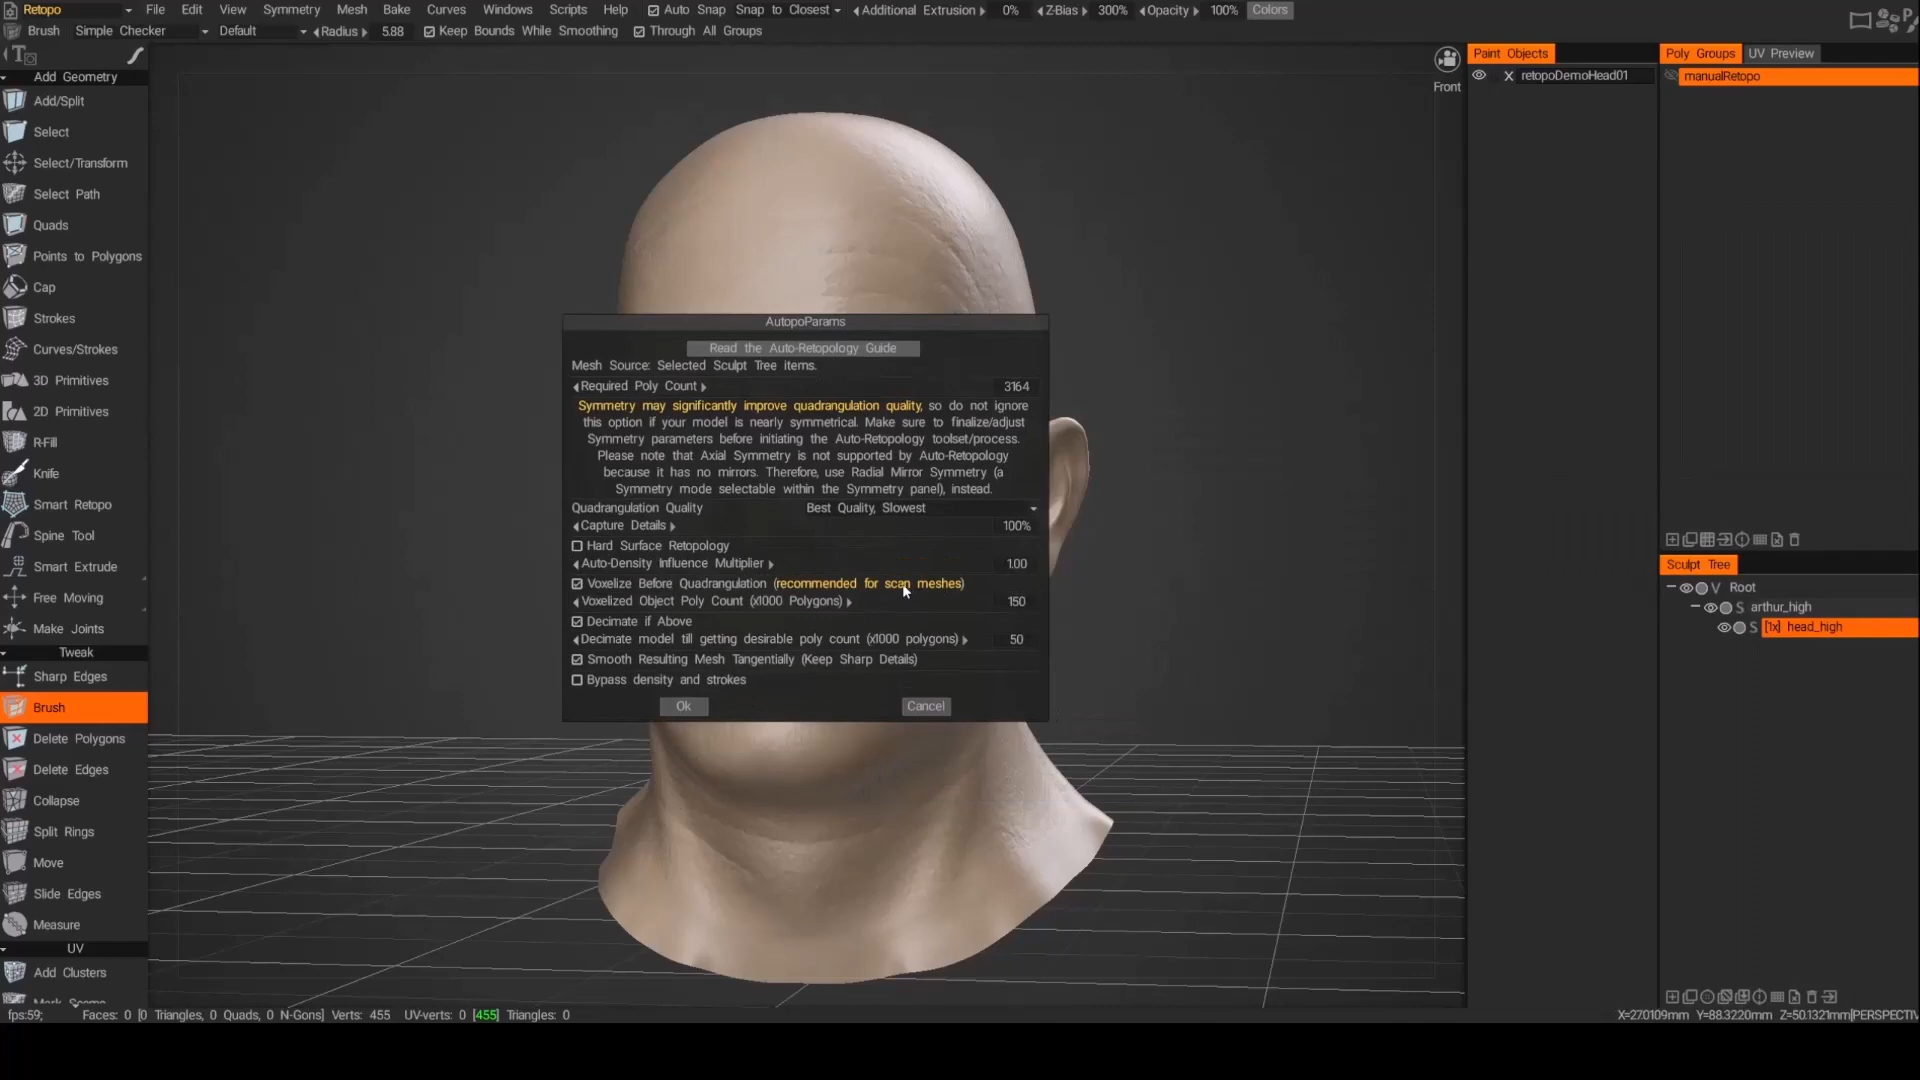 Retopo File Edit View Symmetry Mesh Bake Curves Windows Scripts Help Auto Snap Snap to Closest Additional Extrusion 0% Z-Bias 300% Opacity 100% Colors
Brush Simple Checker Default Radius 5.88 Keep Bounds While Smoothing Through All Groups
Add Geometry
Add/Split
Select
Select/Transform
Select Path
Quads
Points to Polygons
Cap
Strokes
Curves/Strokes
3D Primitives
2D Primitives
R-Fill
Knife
Smart Retopo
Spine Tool
Smart Extrude
Free Moving
Make Joints
Tweak
Sharp Edges
Brush
Delete Polygons
Delete Edges
Collapse
Split Rings
Move
Slide Edges
Measure
UV
Add Clusters
Front
AutopoParams
Read the Auto-Retopology Guide
Mesh Source: Selected Sculpt Tree items.
Required Poly Count 3164
Symmetry may significantly improve quadrangulation quality, so do not ignore
this option if your model is nearly symmetrical. Make sure to finalize/adjust
Symmetry parameters before initiating the Auto-Retopology toolset/process.
Please note that Axial Symmetry is not supported by Auto-Retopology
because it has no mirrors. Therefore, use Radial Mirror Symmetry (a
Symmetry mode selectable within the Symmetry panel), instead.
Quadrangulation Quality Best Quality, Slowest
Capture Details 100%
Hard Surface Retopology
Auto-Density Influence Multiplier 1.00
Voxelize Before Quadrangulation (recommended for scan meshes)
Voxelized Object Poly Count (x1000 Polygons) 150
Decimate if Above
Decimate model till getting desirable poly count (x1000 polygons) 50
Smooth Resulting Mesh Tangentially (Keep Sharp Details)
Bypass density and strokes
Ok Cancel
Paint Objects
X retopoDemoHead01
Poly Groups UV Preview
manualRetopo
Sculpt Tree
V Root
S arthur_high
S [1x] head_high
fps:59; Faces: 0 [0 Triangles, 0 Quads, 0 N-Gons] Verts: 455 UV-verts: 0 [455] Triangles: 0
X=27.0109mm Y=88.3220mm Z=50.1321mm|PERSPECTIV